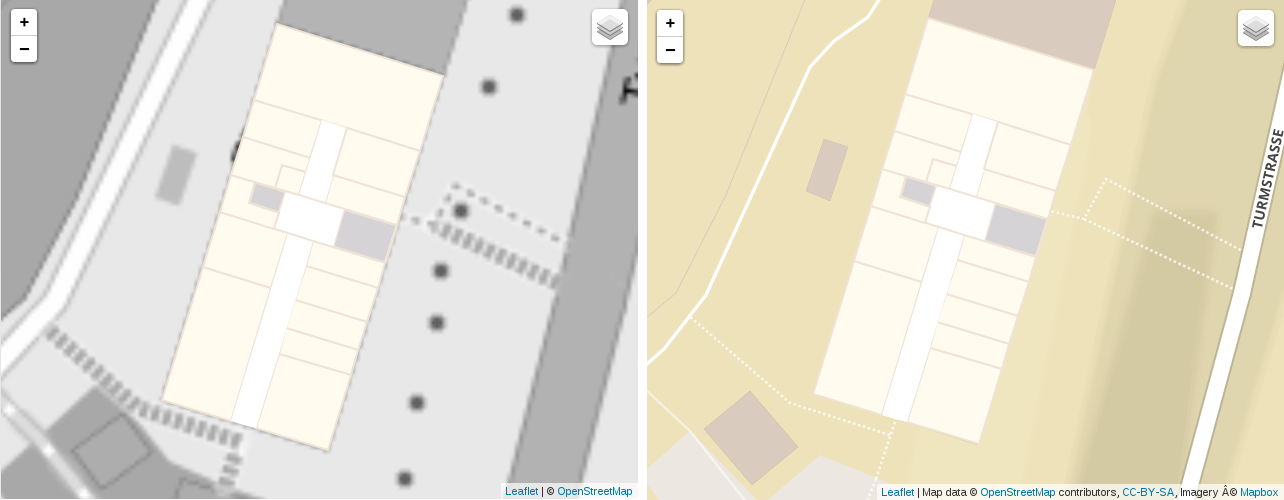 +
−
Leaflet | © OpenStreetMap
+
−
TURMSTRASSE
Leaflet | Map data © OpenStreetMap contributors, CC-BY-SA, Imagery Â© Mapbox